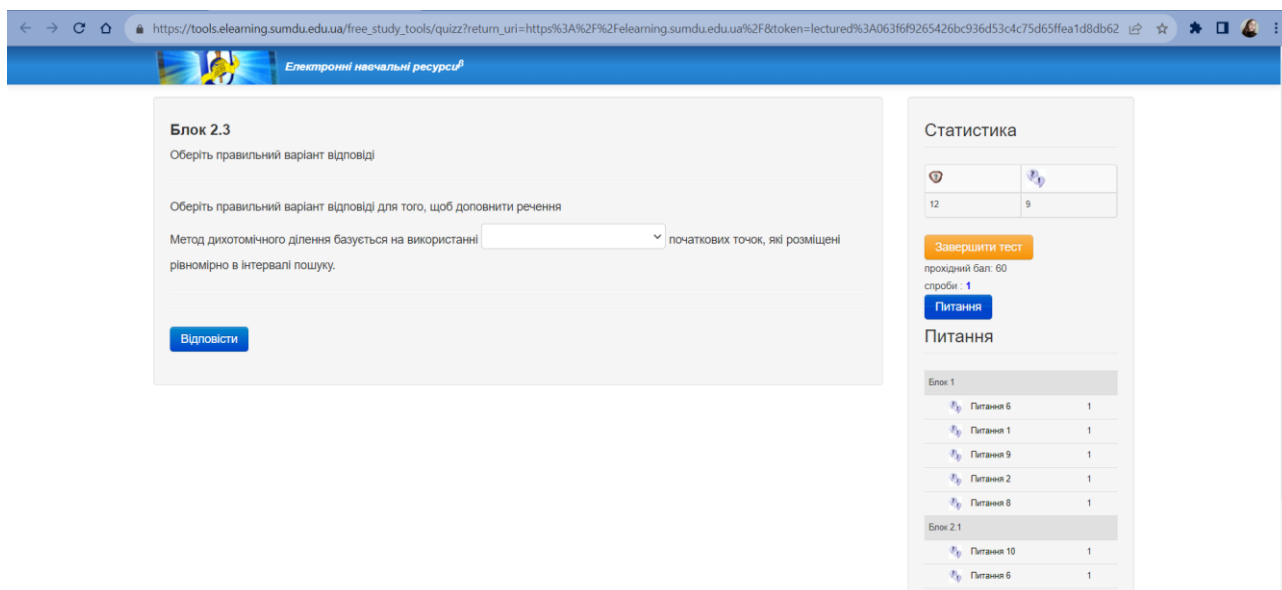 https://tools.elearning.sumdu.edu.ua/free_study_tools/quizz?return_uri=https%3A%2F%2Felearning.sumdu.edu.ua%2F&token=lectured%3A063f6f9265426bc936d53c4c75d65ffea1d8db62
Електронні навчальні ресурсиβ
Блок 2.3
Оберіть правильний варіант відповіді
Оберіть правильний варіант відповіді для того, щоб доповнити речення
Метод дихотомічного ділення базується на використанні початкових точок, які розміщені
рівномірно в інтервалі пошуку.
Відповісти
Статистика
12 9
Завершити тест
прохідний бал: 60
спроби : 1
Питання
Питання
Блок 1
Питання 6 1
Питання 1 1
Питання 9 1
Питання 2 1
Питання 8 1
Блок 2.1
Питання 10 1
Питання 6 1